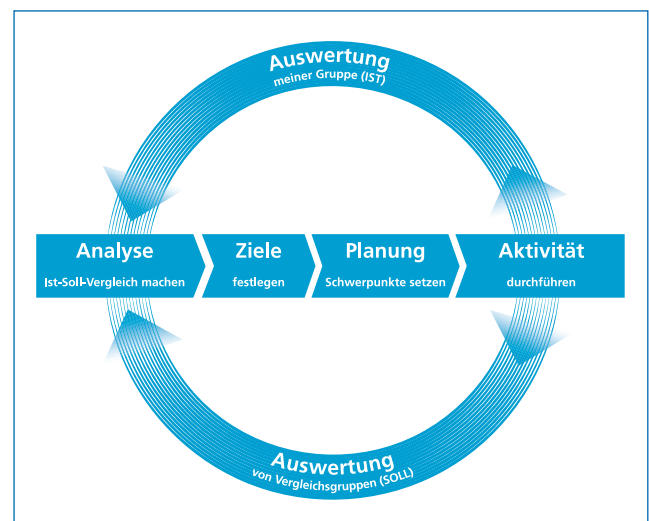 Auswertung
meiner Gruppe (IST)
Analyse
Ist-Soll-Vergleich machen
Ziele
festlegen
Planung
Schwerpunkte setzen
Aktivität
durchführen
Auswertung
von Vergleichsgruppen (SOLL)